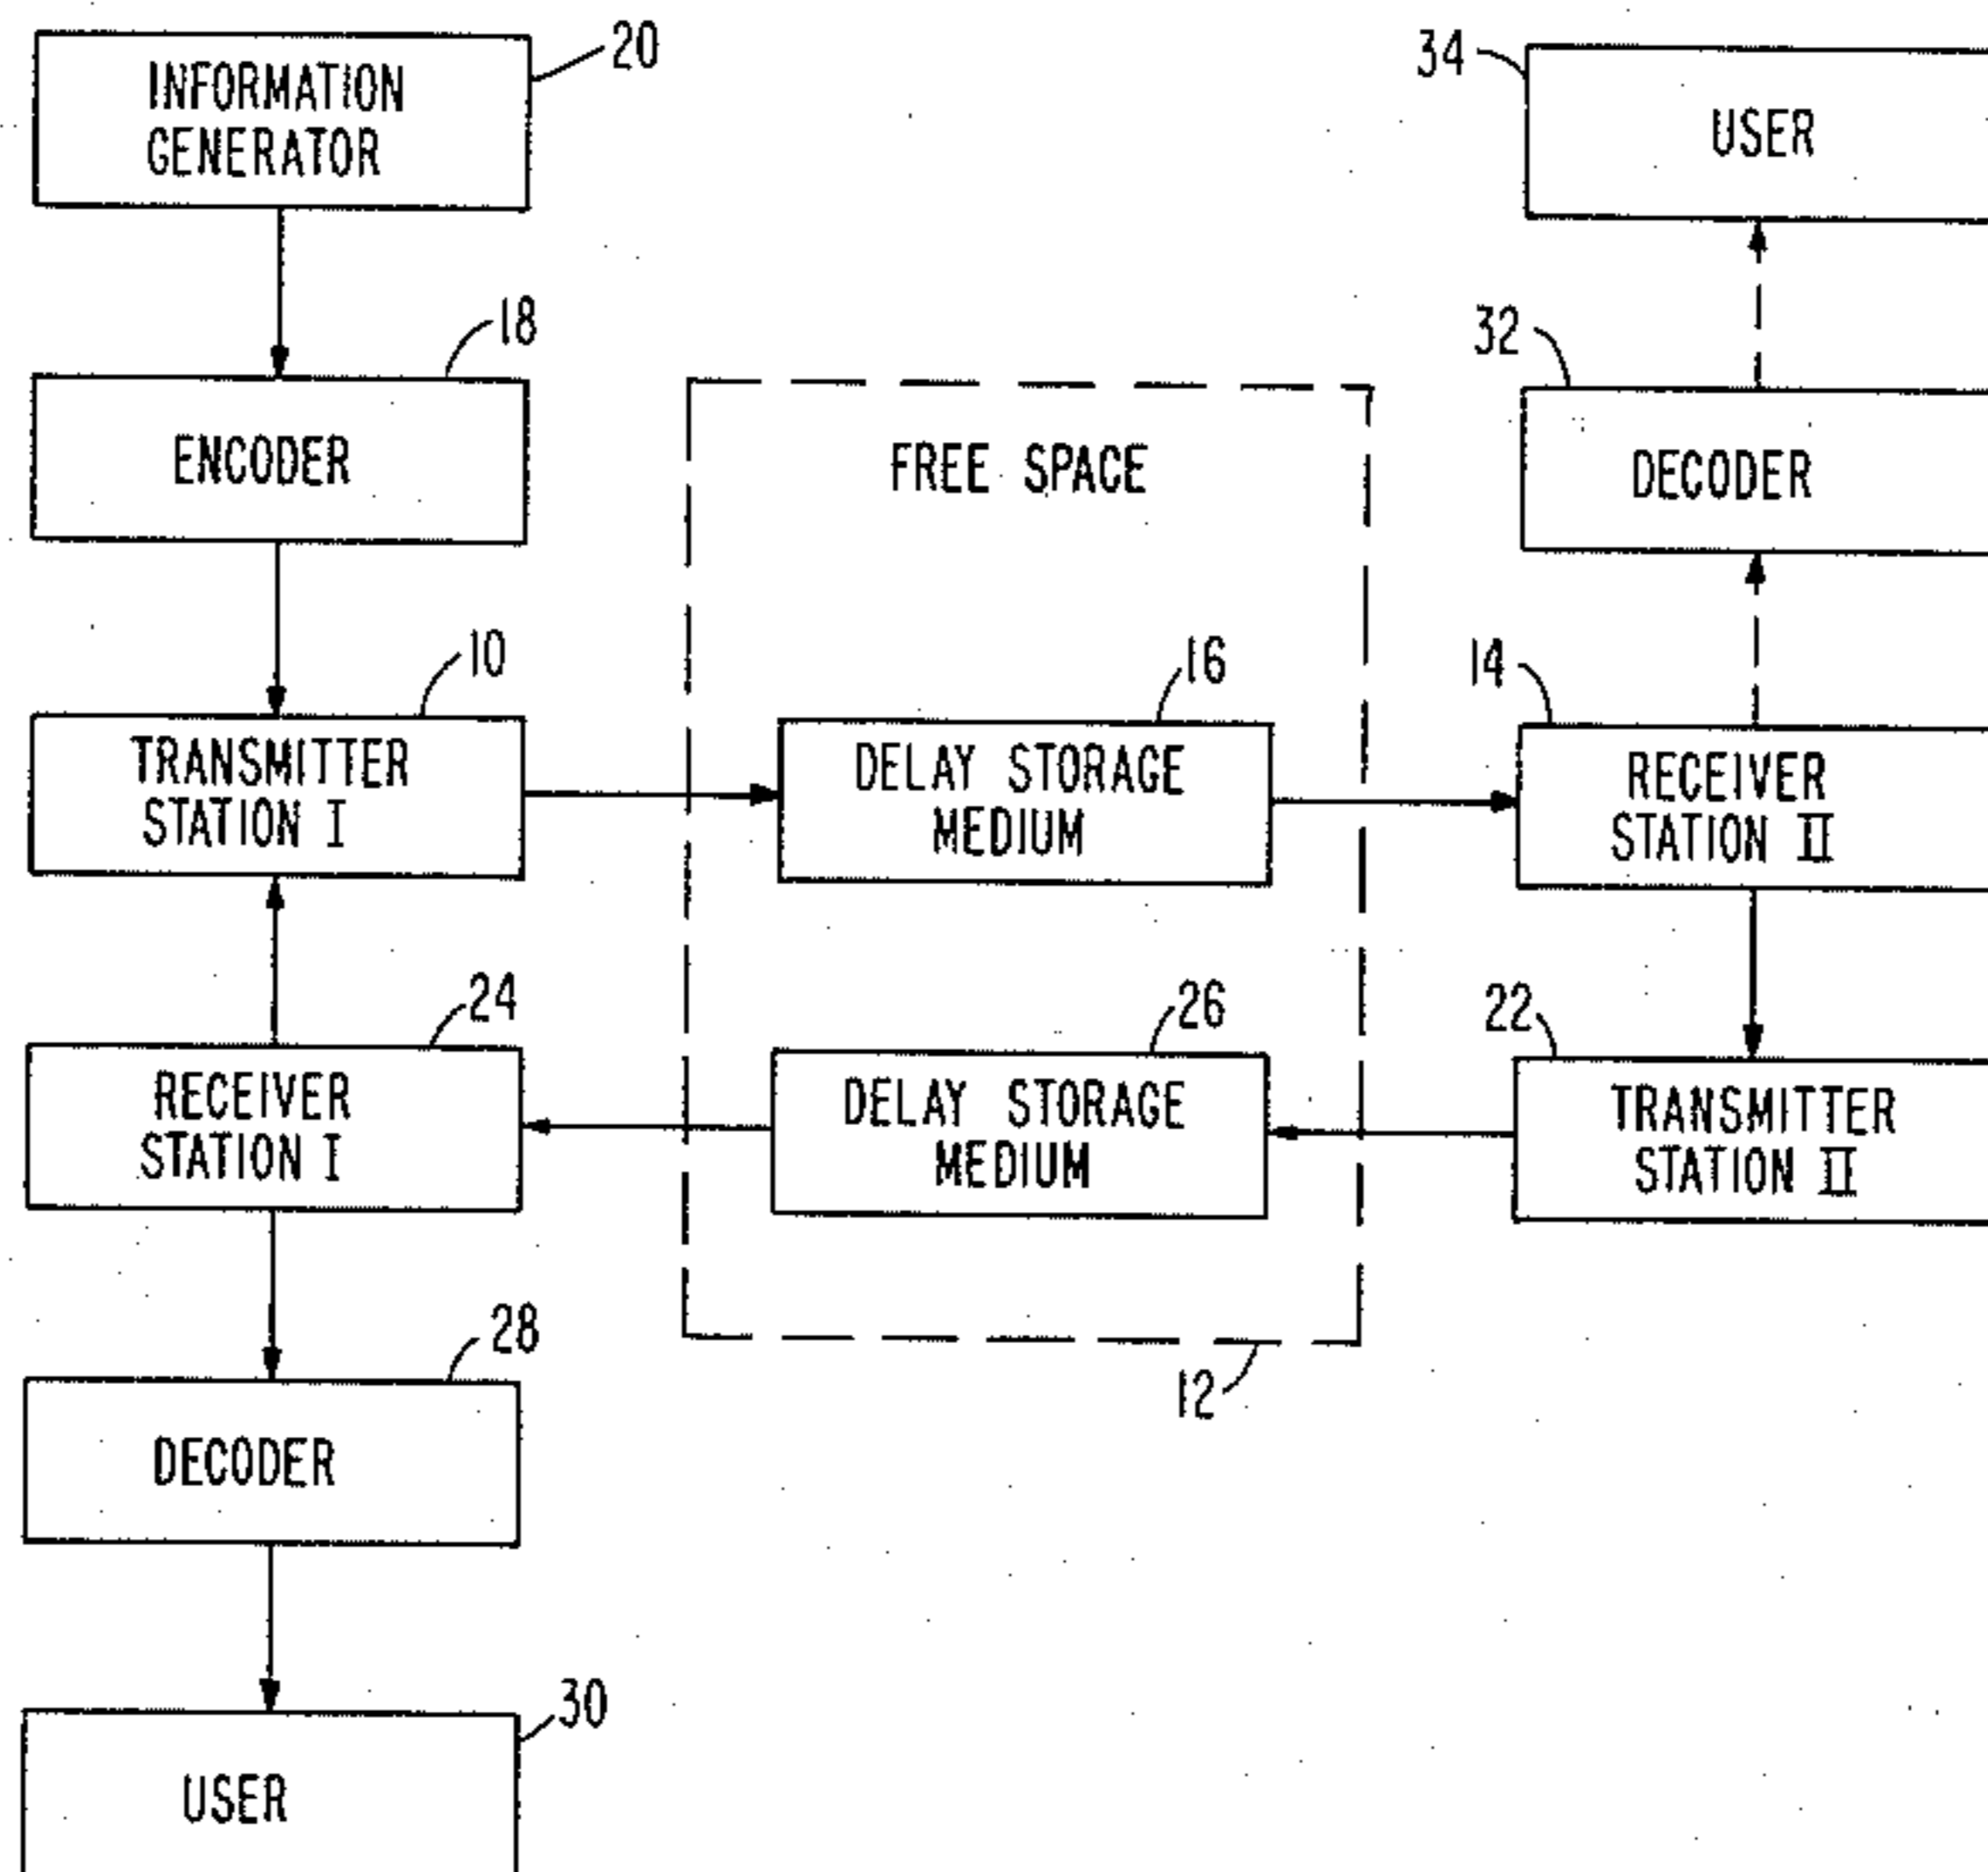 INFORMATION
GENERATOR
20
34
USER
18
ENCODER
32
DECODER
FREE SPACE
10
TRANSMITTER
STATION I
16
DELAY STORAGE
MEDIUM
14
RECEIVER
STATION II
24
RECEIVER
STATION I
26
DELAY STORAGE
MEDIUM
22
TRANSMITTER
STATION II
12
28
DECODER
30
USER